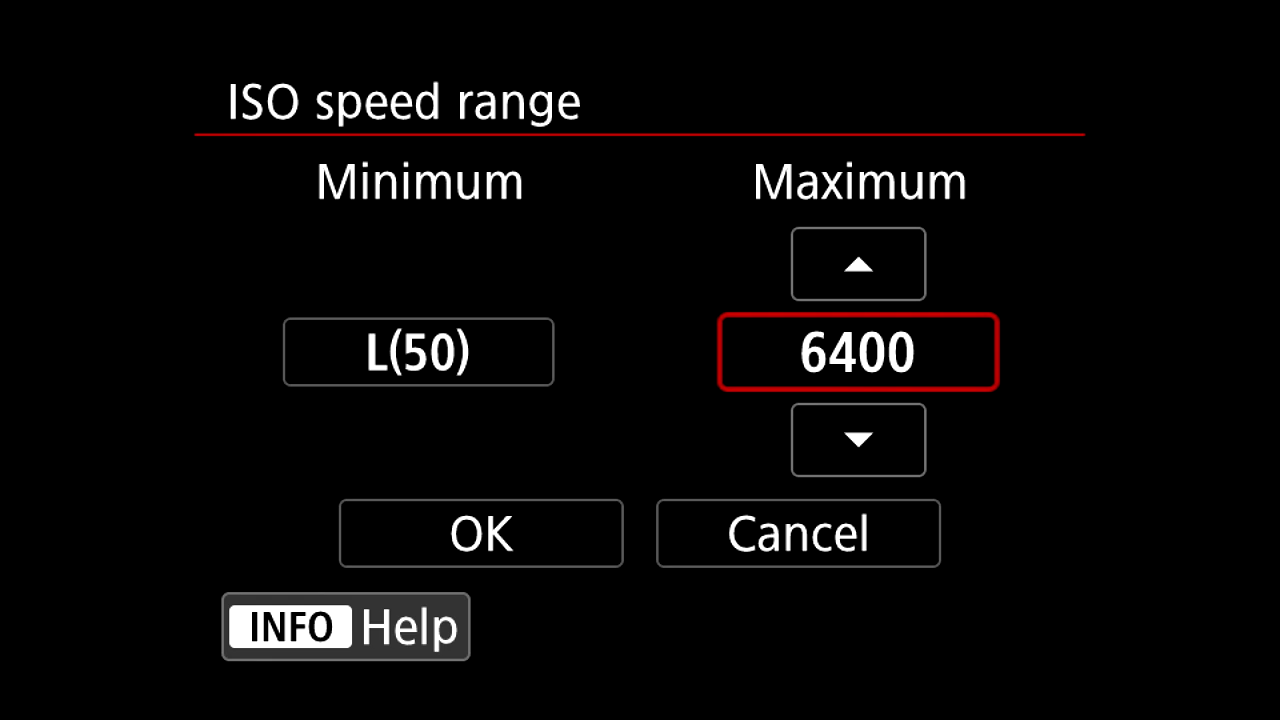 ISO speed range
Minimum Maximum
L(50) 6400
OK Cancel
INFO Help